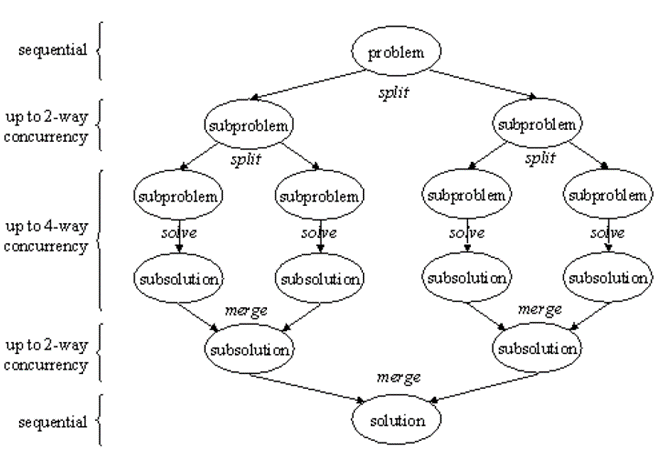 sequential
problem
split
up to 2-way
concurrency
subproblem
subproblem
split
split
up to 4-way
concurrency
subproblem
subproblem
subproblem
subproblem
solve
solve
solve
solve
subsolution
subsolution
subsolution
subsolution
merge
merge
up to 2-way
concurrency
subsolution
subsolution
merge
sequential
solution